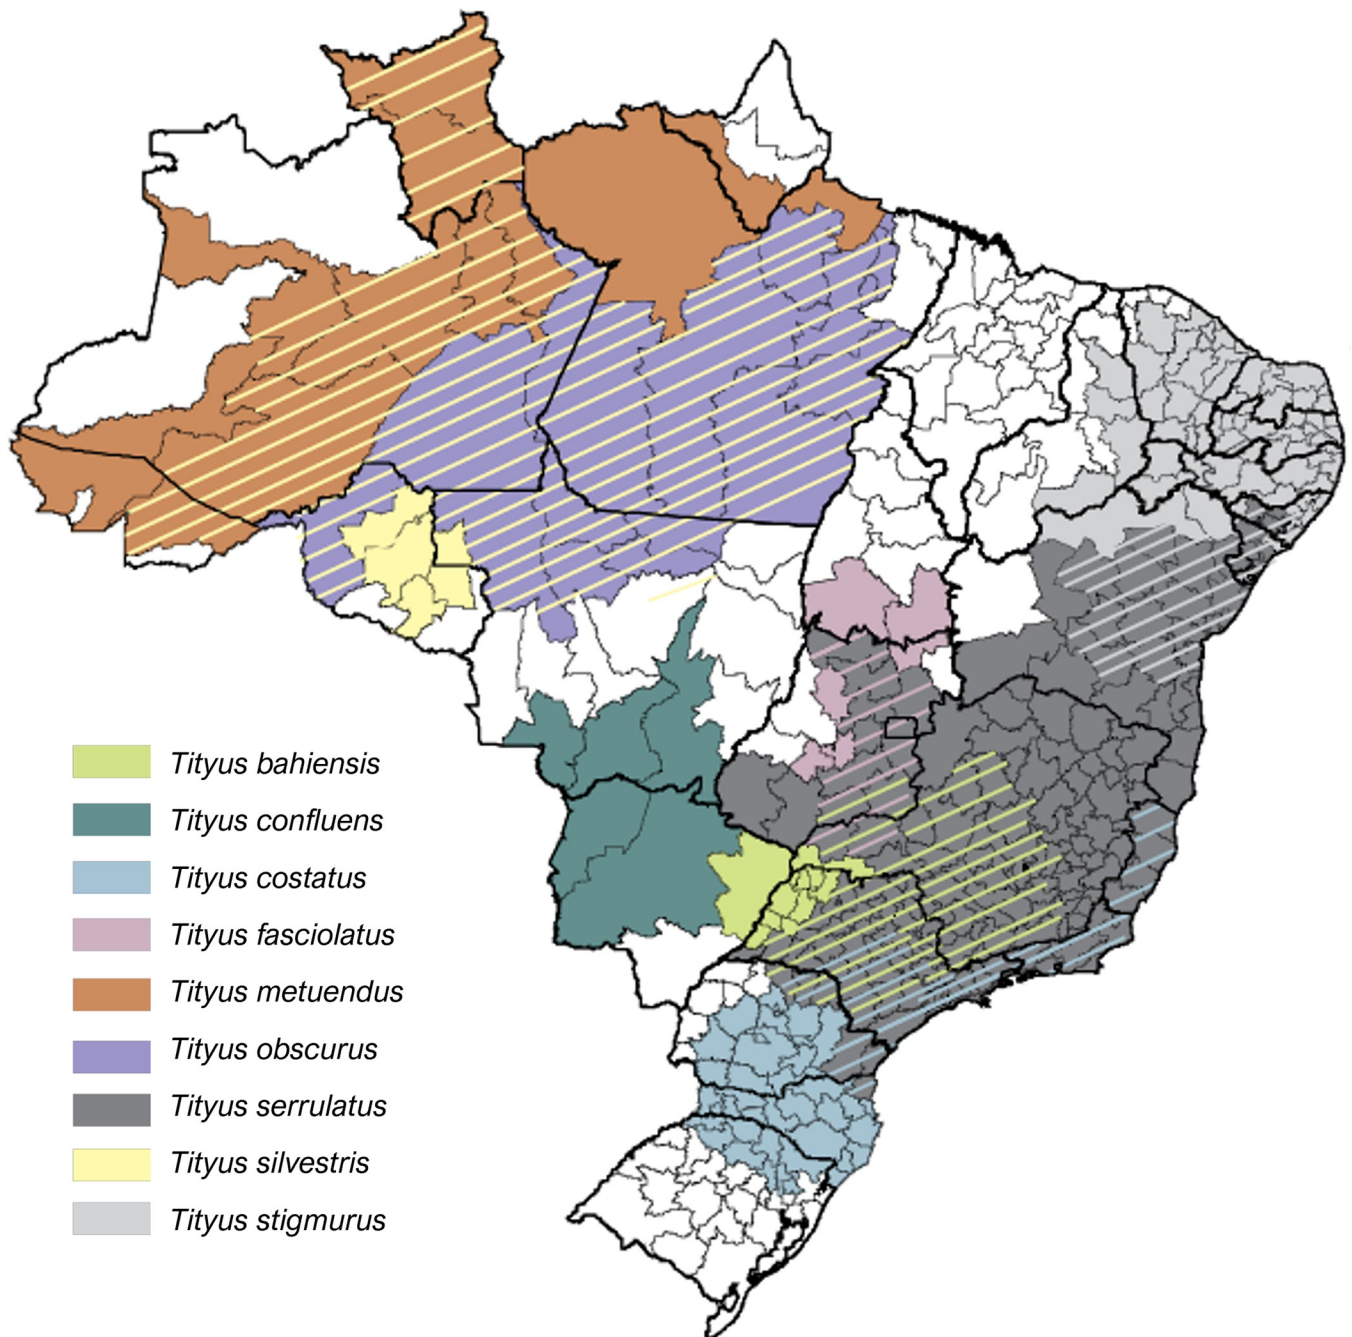 Tityus bahiensis
Tityus confluens
Tityus costatus
Tityus fasciolatus
Tityus metuendus
Tityus obscurus
Tityus serrulatus
Tityus silvestris
Tityus stigmurus